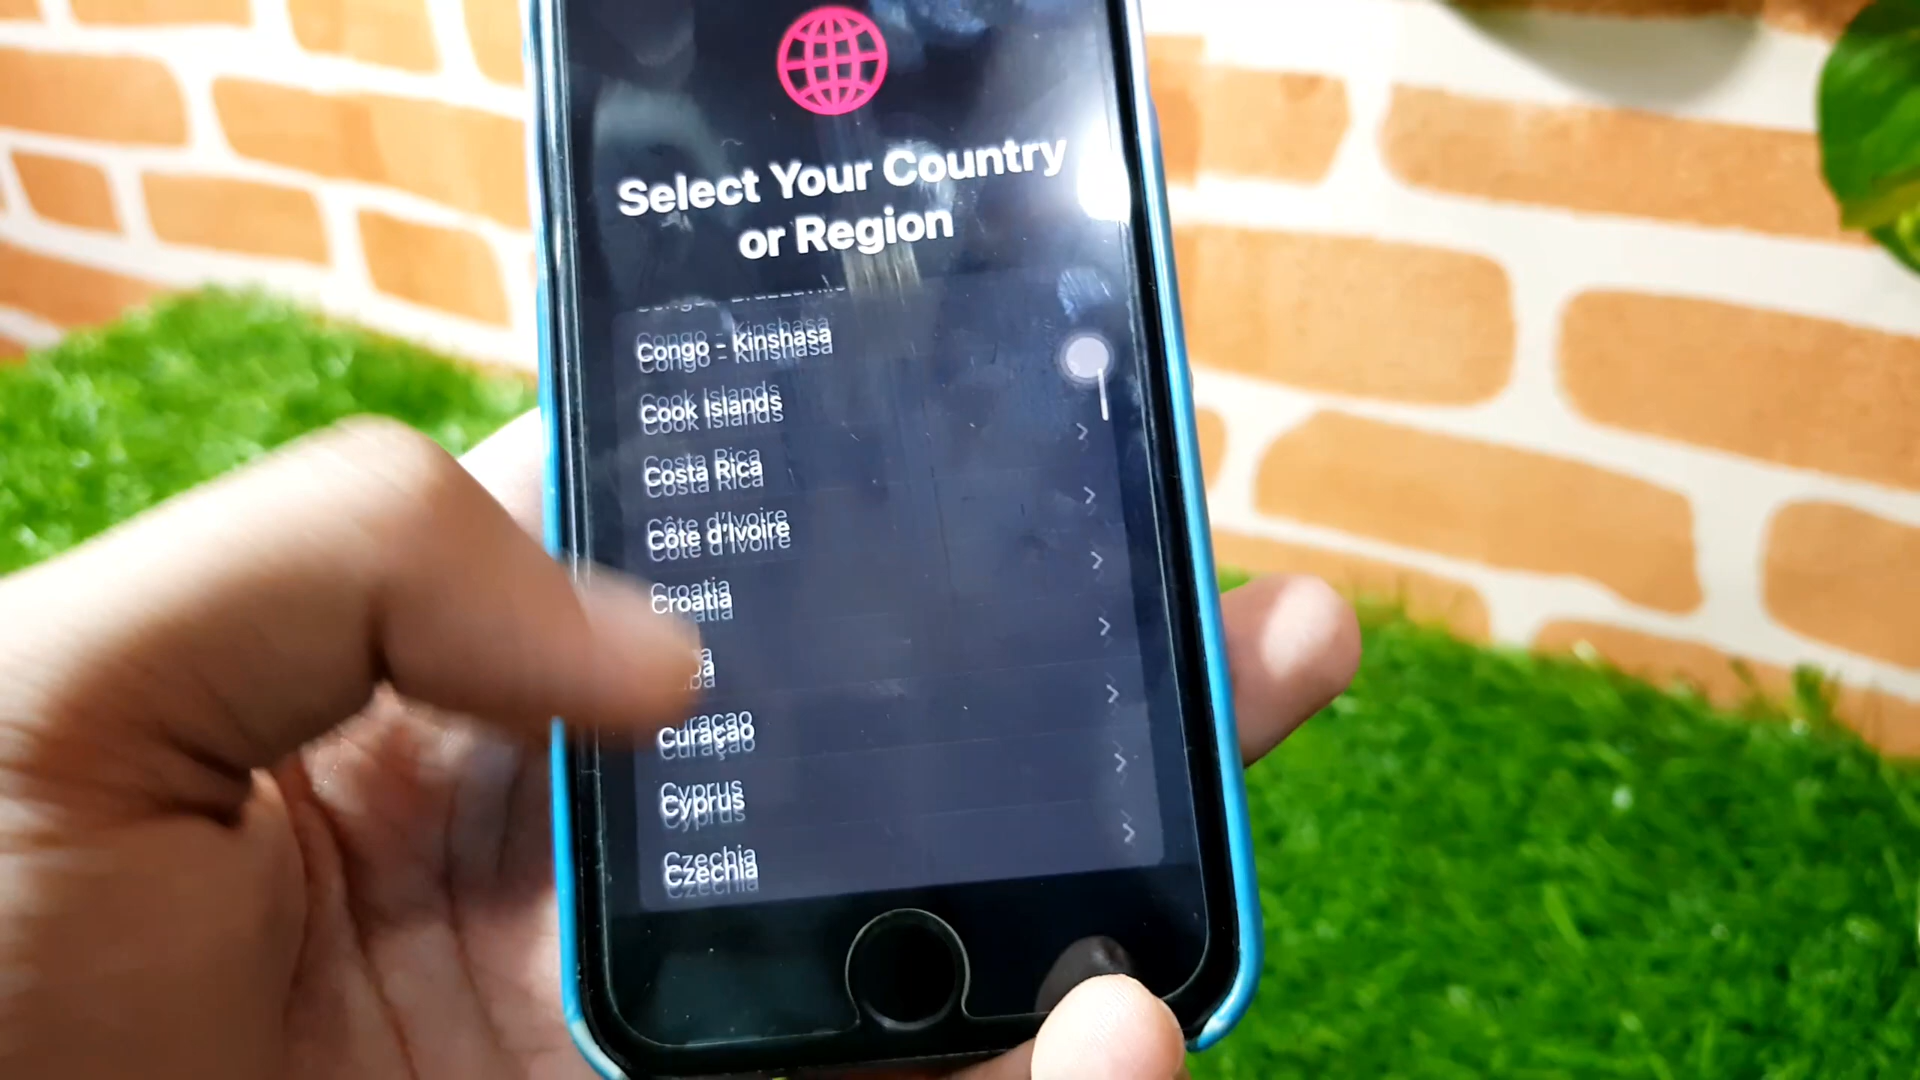 Select Your Country
or Region
Congo - Kinshasa
Cook Islands
Costa Rica
Côte d'Ivoire
Croatia
Curaçao
Cyprus
Czechia